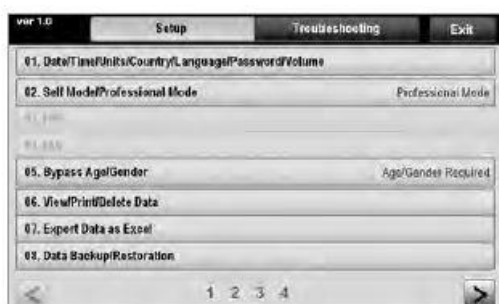 ver 1.0
Setup
Troubleshooting
Exit
01. Date/Time/Units/Country/Language/Password/Volume
02. Self Mode/Professional Mode
Professional Mode
05. Bypass Age/Gender
Age/Gender Required
06. View/Print/Delete Data
07. Export Data as Excel
08. Data Backup/Restoration
< 1 2 3 4 >